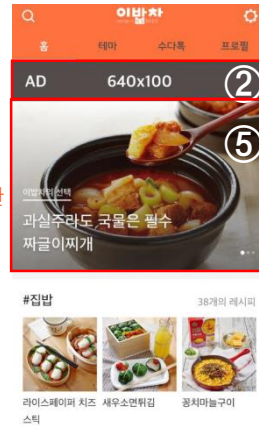 이밥차
홈 테마 수다톡 프로필
AD 640x100 ②
⑤
이밥차의 선택
과실주라도 국물은 필수
짜글이찌개
#집밥 38개의 레시피
라이스페이퍼 치즈 스틱
새우소면튀김
꽁치마늘구이